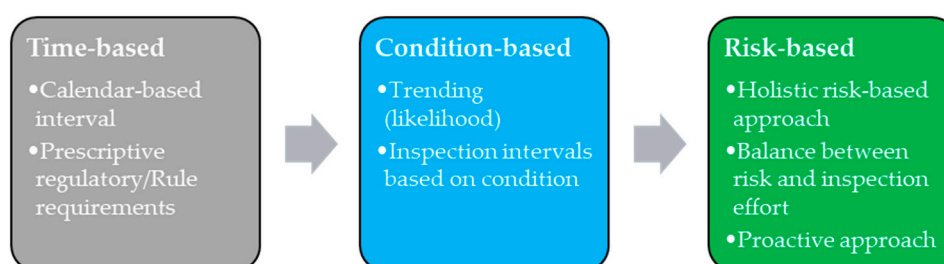 Time-based
•Calendar-based
interval
•Prescriptive
regulatory/Rule
requirements
Condition-based
•Trending
(likelihood)
•Inspection intervals
based on condition
Risk-based
•Holistic risk-based
approach
•Balance between
risk and inspection
effort
•Proactive approach